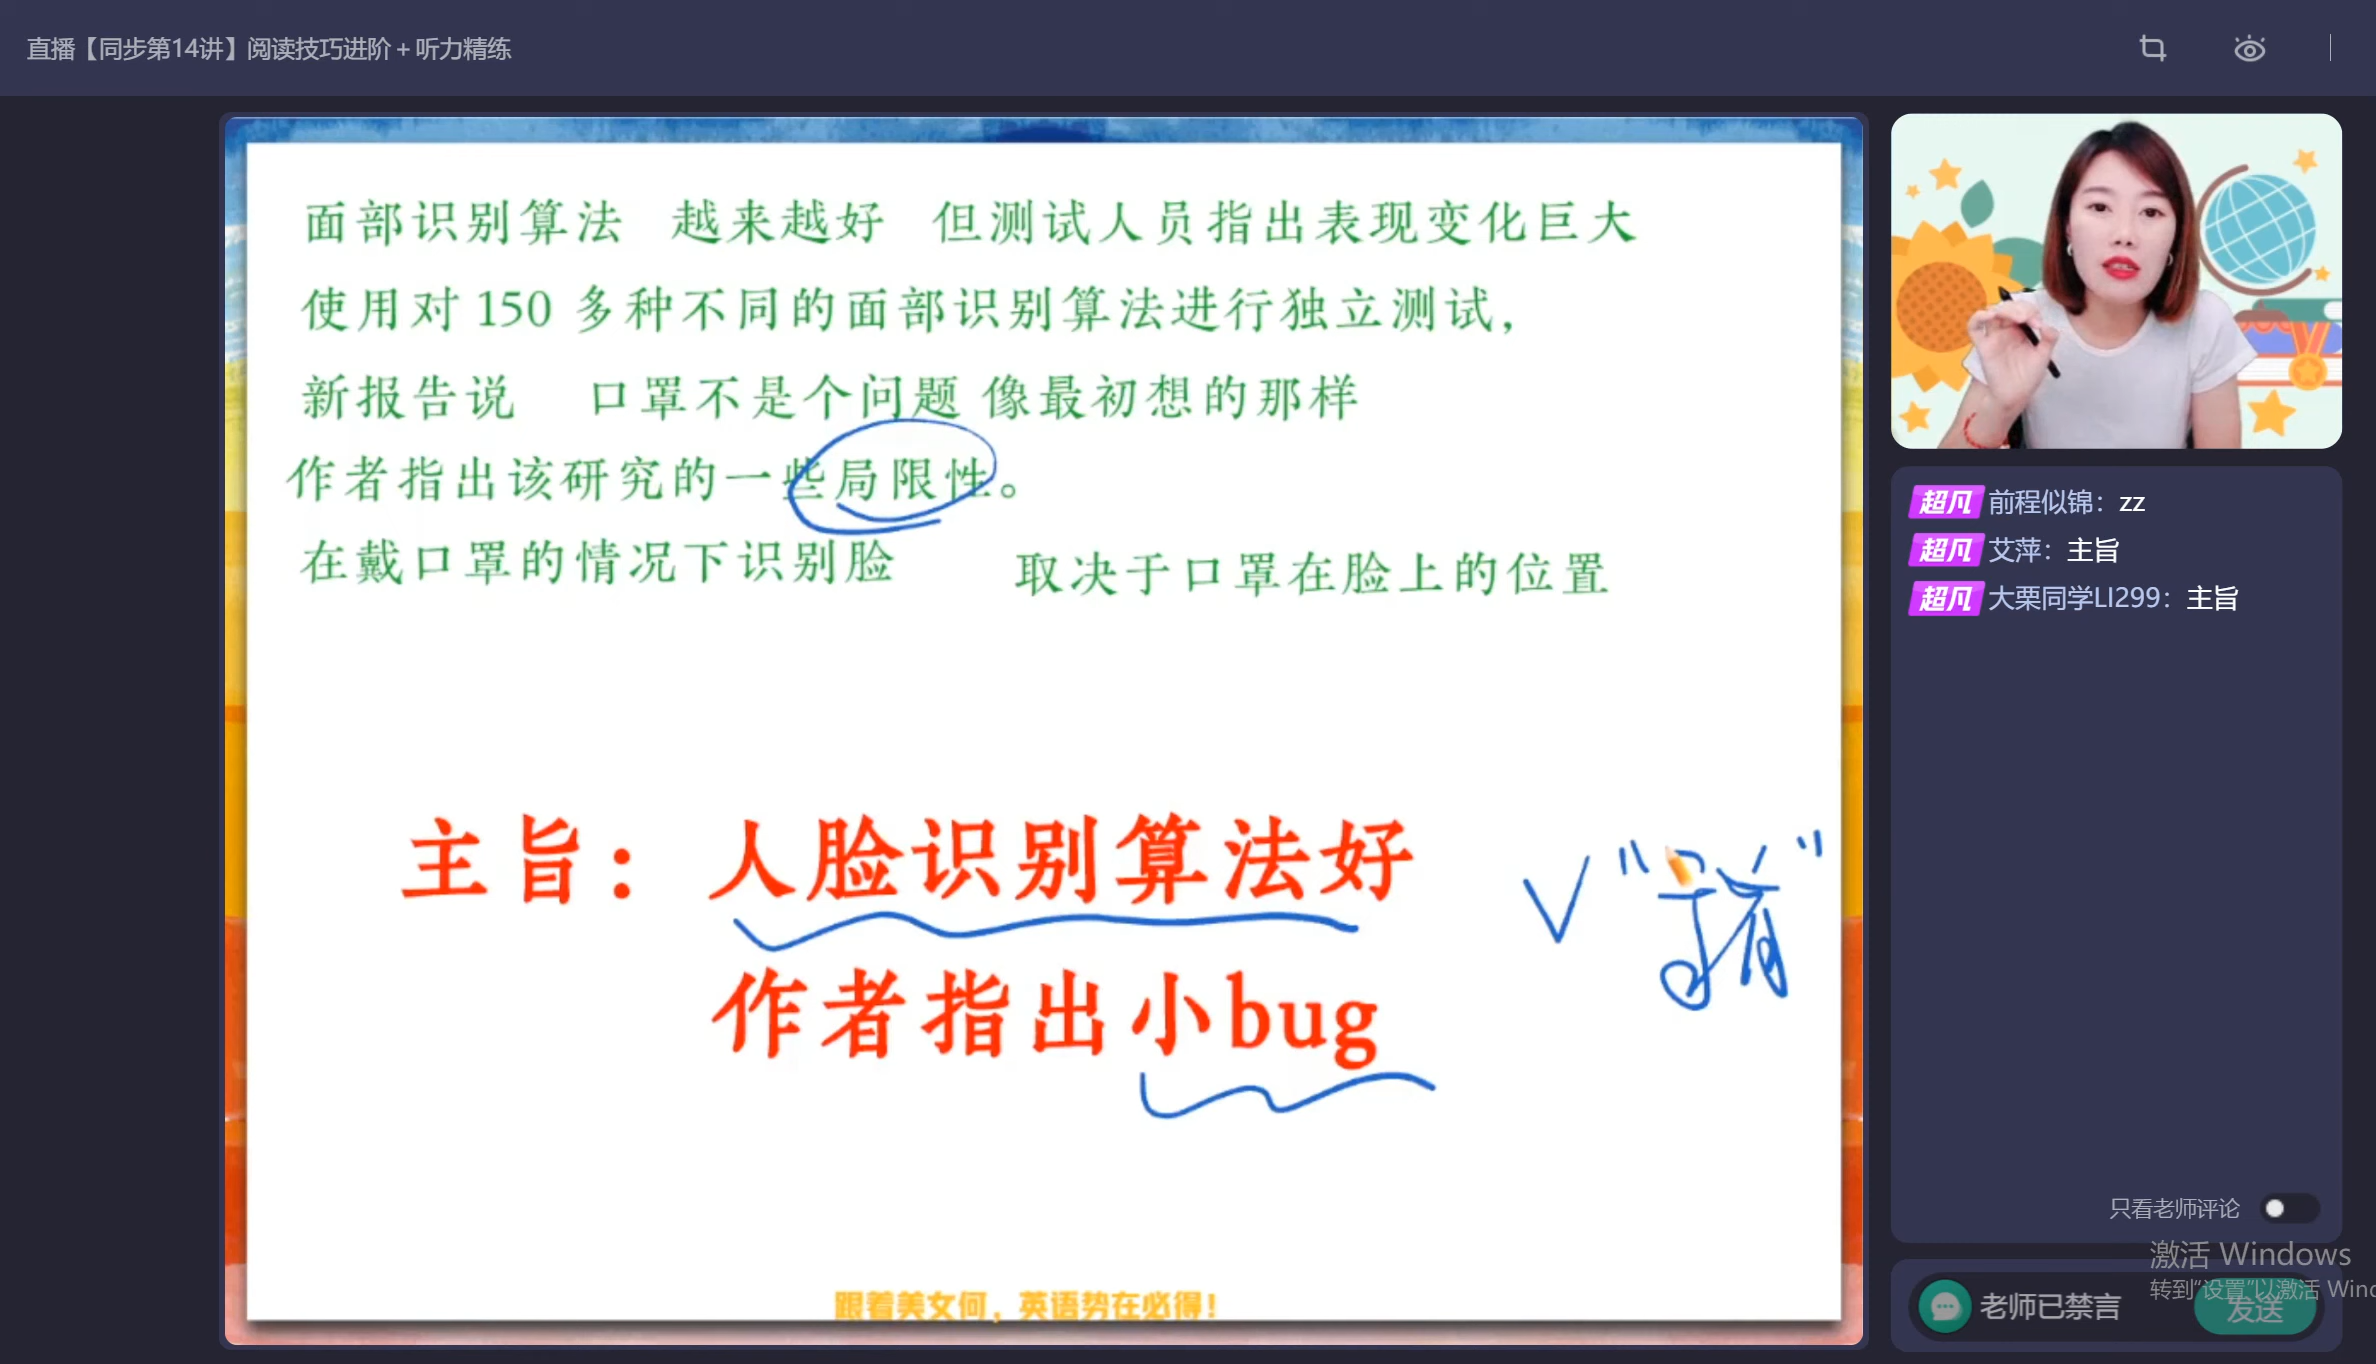 直播【同步第14讲】阅读技巧进阶+听力精练
面部识别算法 越来越好 但测试人员指出表现变化巨大
使用对150多种不同的面部识别算法进行独立测试，
新报告说 口罩不是个问题 像最初想的那样
作者指出该研究的一些局限性。
在戴口罩的情况下识别脸 取决于口罩在脸上的位置
主旨：人脸识别算法好
作者指出小bug
跟着美女何，英语势在必得！
超凡 前程似锦：zz
超凡 艾萍：主旨
超凡 大栗同学LI299：主旨
只看老师评论
激活 Windows
转到“设置”以激活 Winc
老师已禁言
发送